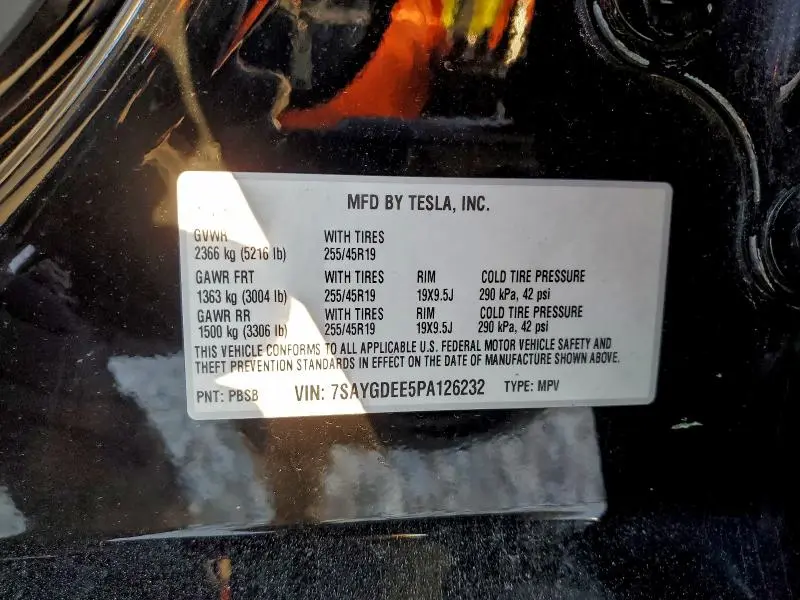 MFD BY TESLA, INC.
GVWR WITH TIRES
2366 kg (5216 lb) 255/45R19
GAWR FRT WITH TIRES RIM COLD TIRE PRESSURE
1363 kg (3004 lb) 255/45R19 19X9.5J 290 kPa, 42 psi
GAWR RR WITH TIRES RIM COLD TIRE PRESSURE
1500 kg (3306 lb) 255/45R19 19X9.5J 290 kPa, 42 psi
THIS VEHICLE CONFORMS TO ALL APPLICABLE U.S. FEDERAL MOTOR VEHICLE SAFETY AND
THEFT PREVENTION STANDARDS IN EFFECT ON THE DATE OF MANUFACTURE SHOWN ABOVE.
PNT: PBSB VIN: 7SAYGDEE5PA126232 TYPE: MPV